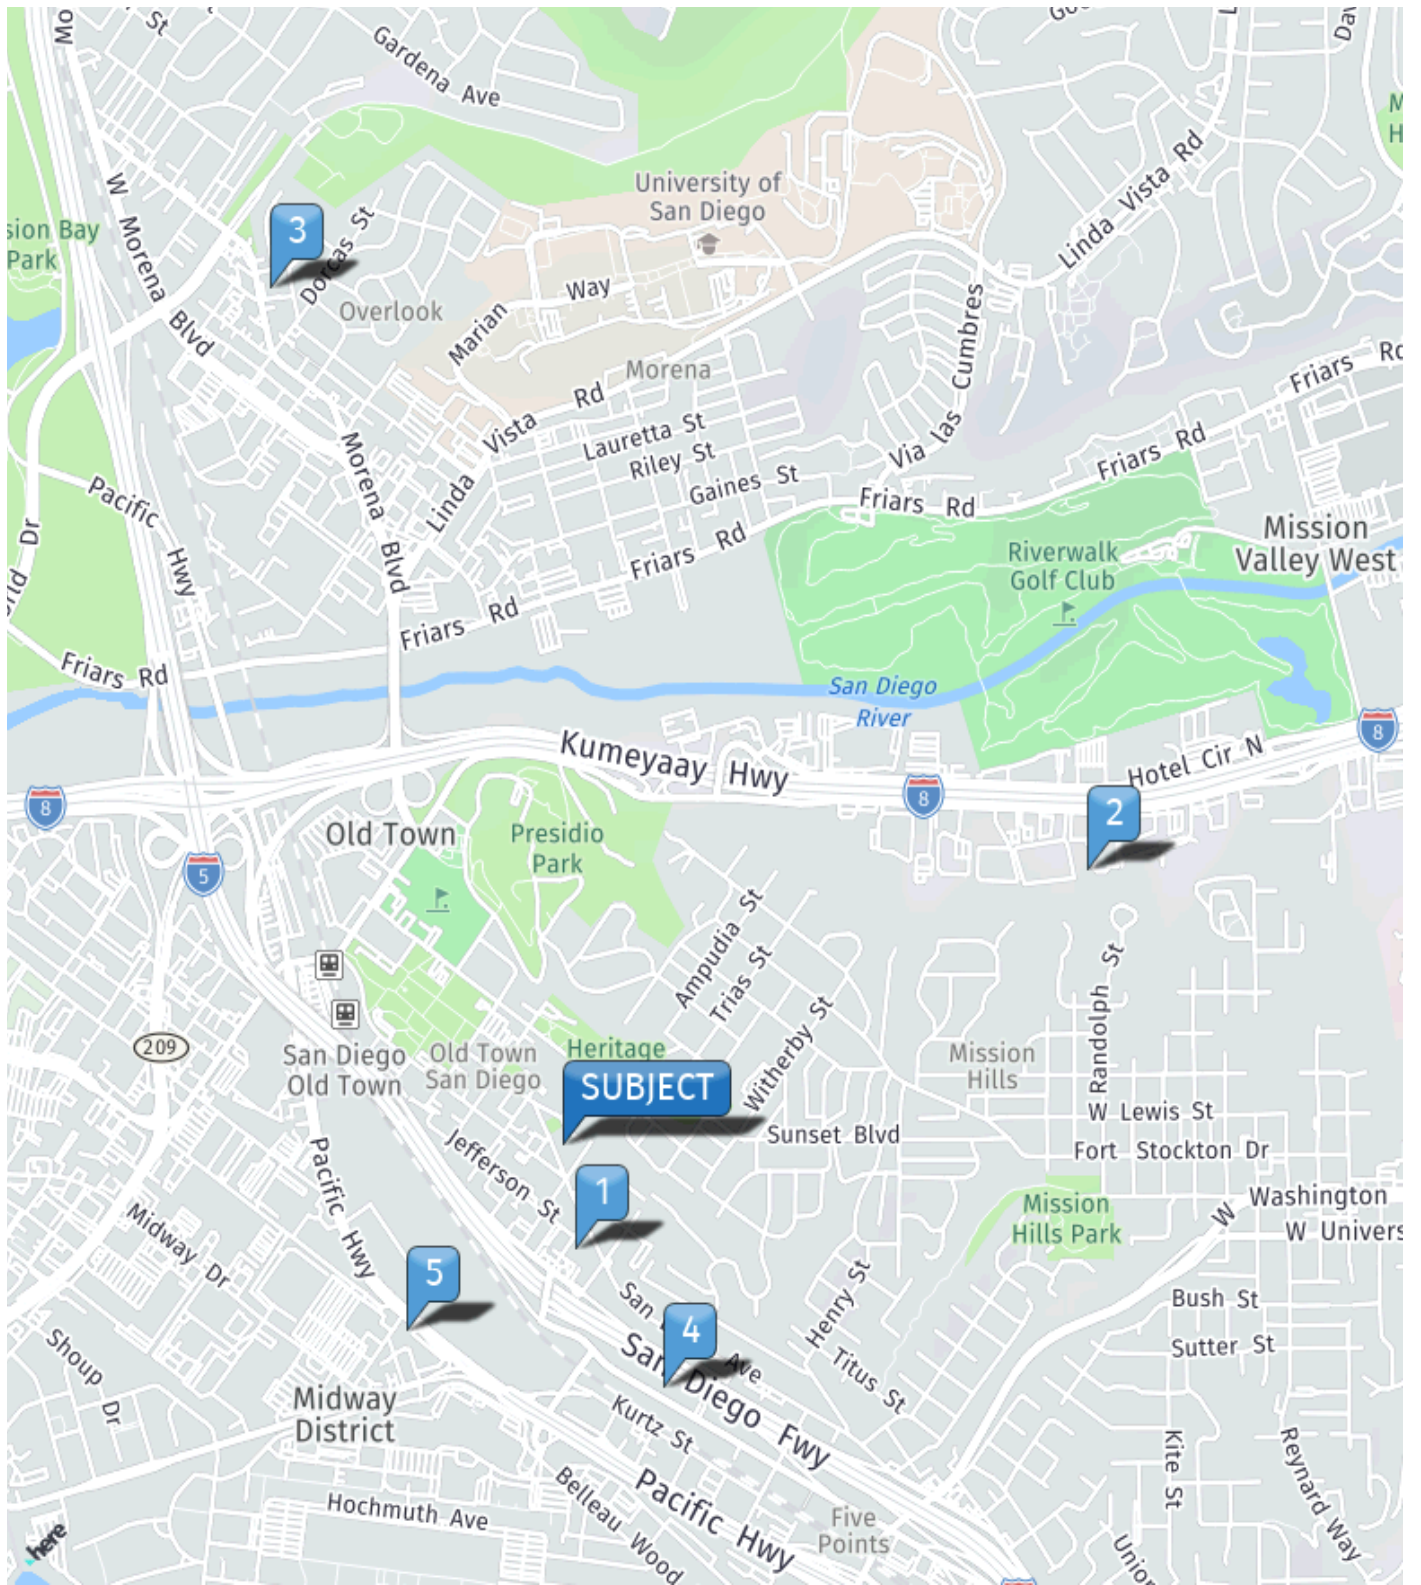 St
Gardena Ave
W Morena Blvd
University of
San Diego
Linda Vista Rd
sion Bay
Park
3
Dorcas St
Overlook
Marian Way
Morena
Via las Cumbres
Friars Rd
Linda Vista Rd
Lauretta St
Riley St
Gaines St
Morena Blvd
Friars Rd
Friars Rd
Pacific Hwy
Mission
Valley West
Riverwalk
Golf Club
Friars Rd
Friars Rd
Friars Rd
Dr
San Diego
River
8
Kumeyaay Hwy
Hotel Cir N
8
8
2
Old Town
Presidio
Park
5
Ampudia St
Trias St
Witherby St
W Randolph St
209
San Diego
Old Town
Old Town
San Diego
Heritage
Mission
Hills
SUBJECT
W Lewis St
Sunset Blvd
Fort Stockton Dr
Jefferson St
Pacific Hwy
1
Mission
Hills Park
W Washington
W Univers
Midway Dr
5
San
Ave
4
Henry St
Titus St
Bush St
Sutter St
Shoup Dr
San Diego Fwy
Midway
District
Kurtz St
Kite St
Reynard Way
Hochmuth Ave
Belleau Wood
Pacific Hwy
Five
Points
Union
here